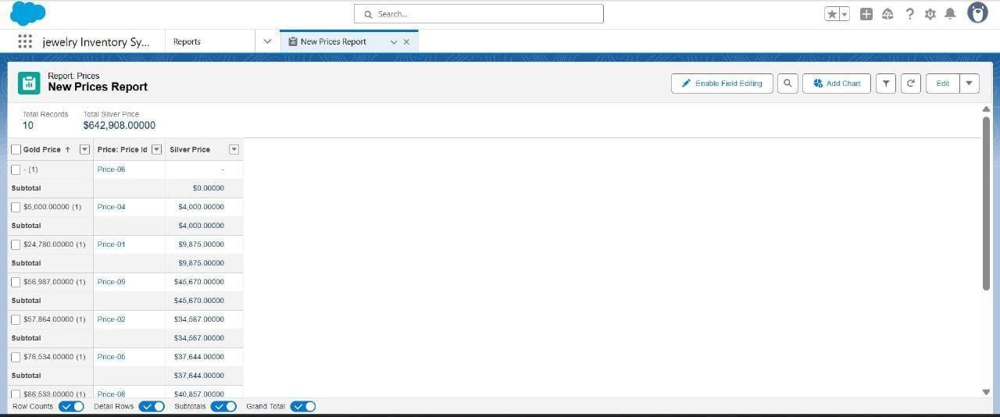 Search...
jewelry Inventory Sy... Reports New Prices Report
Report: Prices
New Prices Report
Enable Field Editing Add Chart Edit
Total Records Total Silver Price
10 $642,908.00000
Gold Price ↑ Price: Price Id Silver Price
- (1) Price-06 -
Subtotal $0.00000
$5,000.00000 (1) Price-04 $4,000.00000
Subtotal $4,000.00000
$24,780.00000 (1) Price-01 $9,875.00000
Subtotal $9,875.00000
$56,987.00000 (1) Price-09 $45,670.00000
Subtotal $45,670.00000
$57,864.00000 (1) Price-02 $34,567.00000
Subtotal $34,567.00000
$76,534.00000 (1) Price-05 $37,644.00000
Subtotal $37,644.00000
$86,533.00000 (1) Price-08 $40,857.00000
Row Counts Detail Rows Subtotals Grand Total